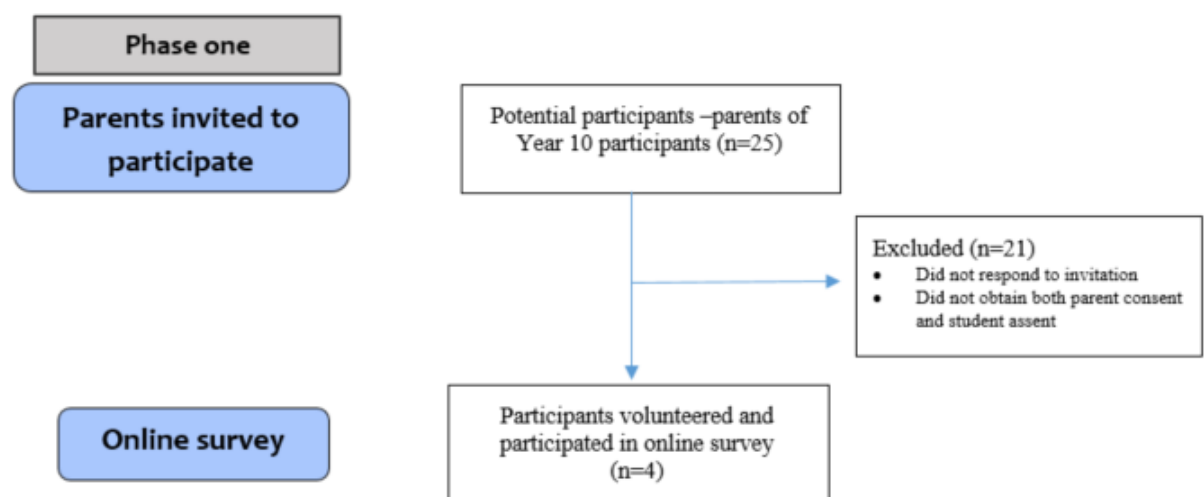 Phase one
Parents invited to
participate
Potential participants –parents of
Year 10 participants (n=25)
Excluded (n=21)
• Did not respond to invitation
• Did not obtain both parent consent
and student assent
Online survey
Participants volunteered and
participated in online survey
(n=4)